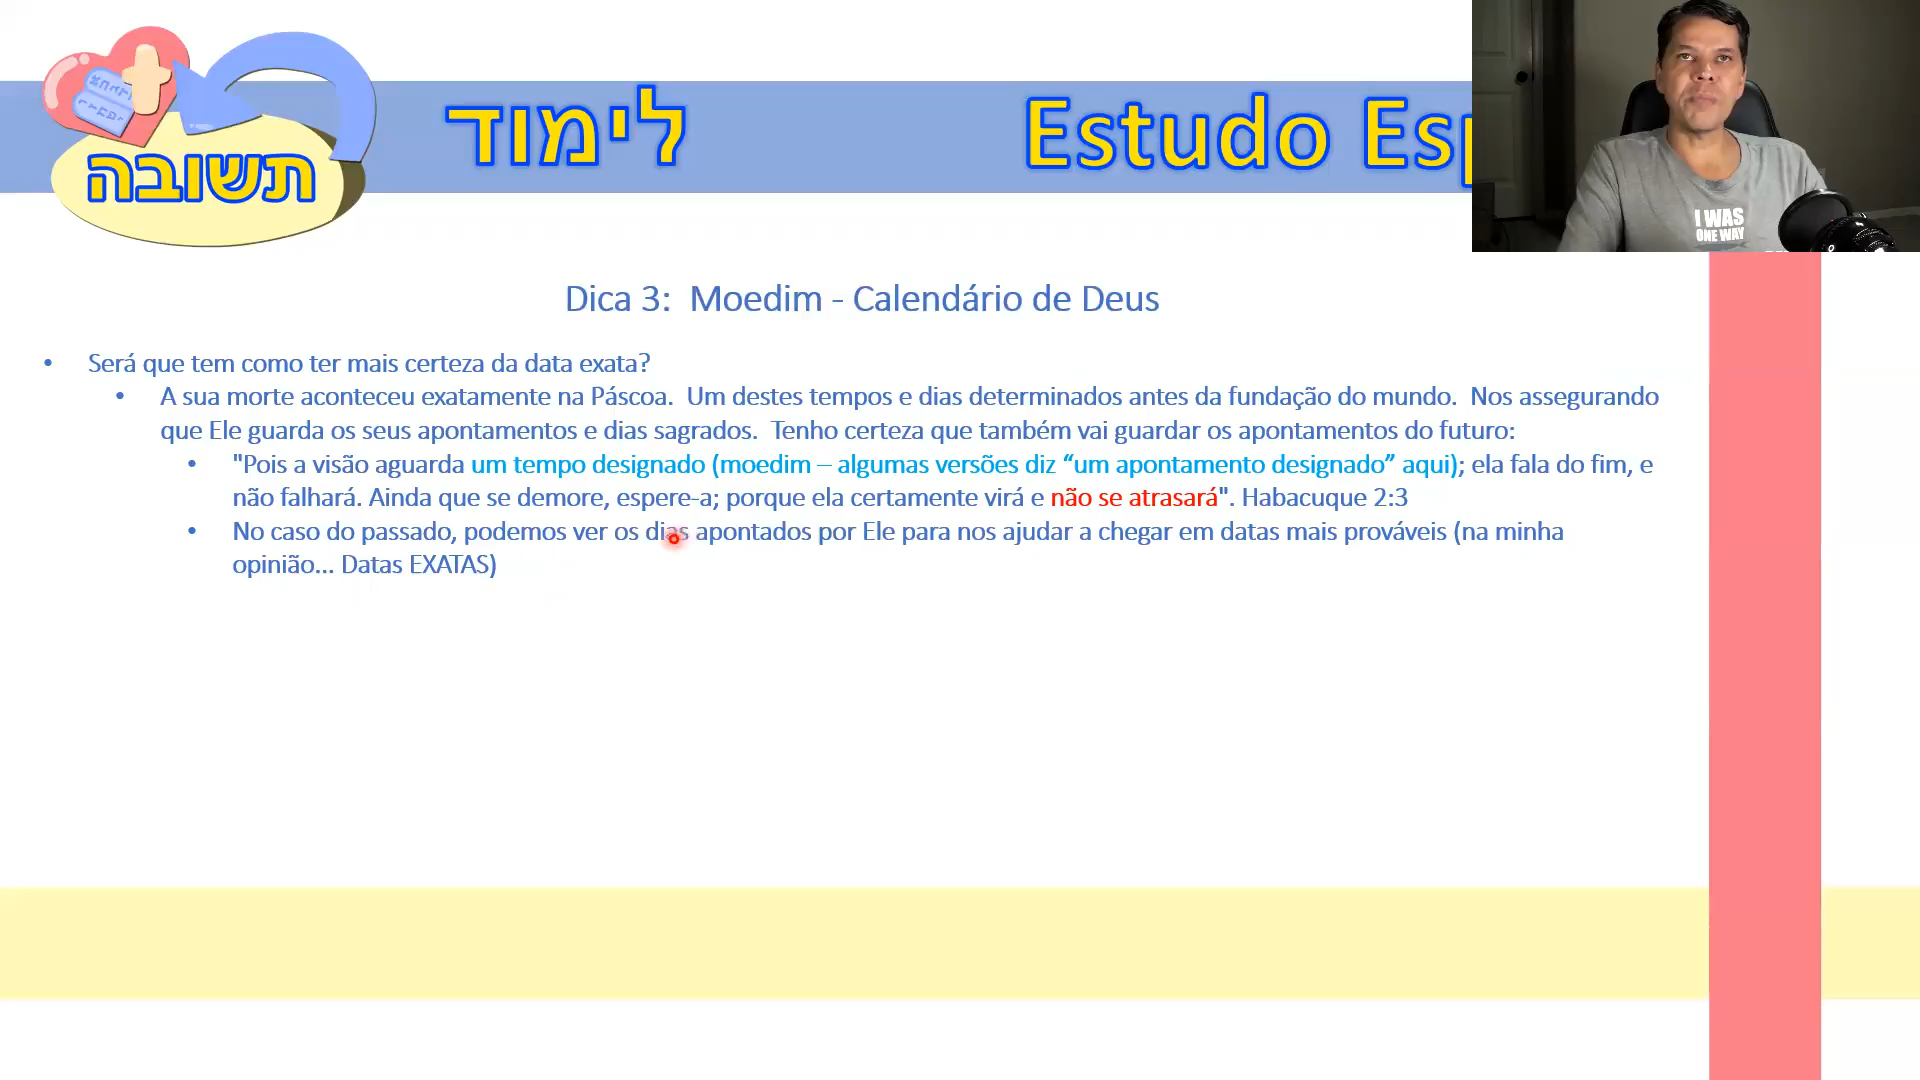 תשובה
לימוד
Estudo Esp
I WAS
ONE WAY
Dica 3:  Moedim - Calendário de Deus
• Será que tem como ter mais certeza da data exata?
• A sua morte aconteceu exatamente na Páscoa.  Um destes tempos e dias determinados antes da fundação do mundo.  Nos assegurando
que Ele guarda os seus apontamentos e dias sagrados.  Tenho certeza que também vai guardar os apontamentos do futuro:
• "Pois a visão aguarda um tempo designado (moedim – algumas versões diz “um apontamento designado” aqui); ela fala do fim, e
não falhará. Ainda que se demore, espere-a; porque ela certamente virá e não se atrasará". Habacuque 2:3
• No caso do passado, podemos ver os dias apontados por Ele para nos ajudar a chegar em datas mais prováveis (na minha
opinião... Datas EXATAS)